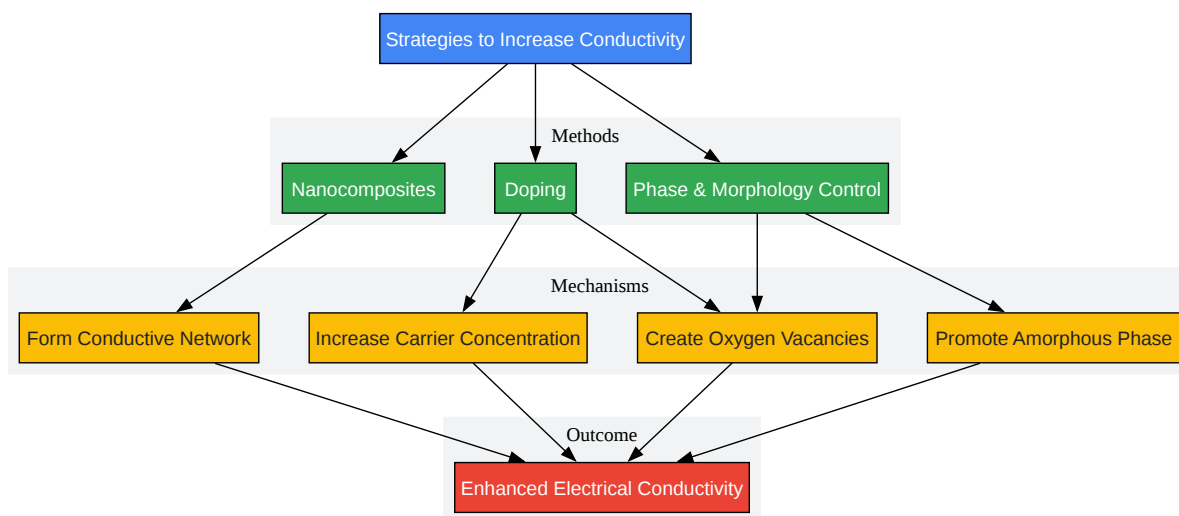 Strategies to Increase Conductivity
Methods
Nanocomposites
Doping
Phase & Morphology Control
Mechanisms
Form Conductive Network
Increase Carrier Concentration
Create Oxygen Vacancies
Promote Amorphous Phase
Outcome
Enhanced Electrical Conductivity